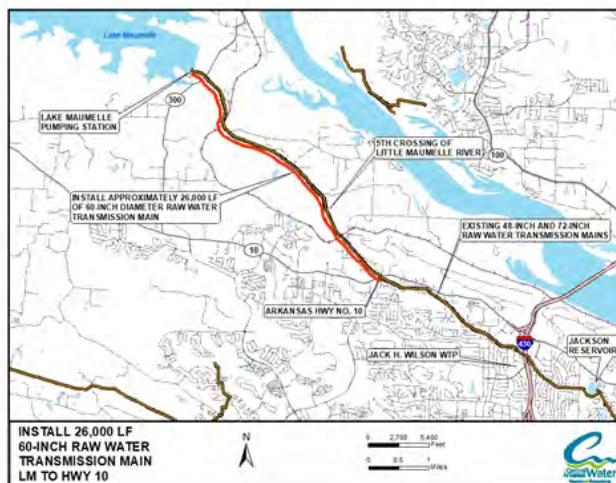 Lake Maumelle
LAKE MAUMELLE
PUMPING STATION
300
5TH CROSSING OF
LITTLE MAUMELLE RIVER
100
INSTALL APPROXIMATELY 26,000 LF
OF 60-INCH DIAMETER RAW WATER
TRANSMISSION MAIN
EXISTING 48-INCH AND 72-INCH
RAW WATER TRANSMISSION MAINS
10
ARKANSAS HWY NO. 10
430
JACK H. WILSON WTP
JACKSON
RESERVOIR
INSTALL 26,000 LF
60-INCH RAW WATER
TRANSMISSION MAIN
LM TO HWY 10
N
0 2,700 5,400
Feet
0 0.5 1
Miles
Central
Arkansas Water